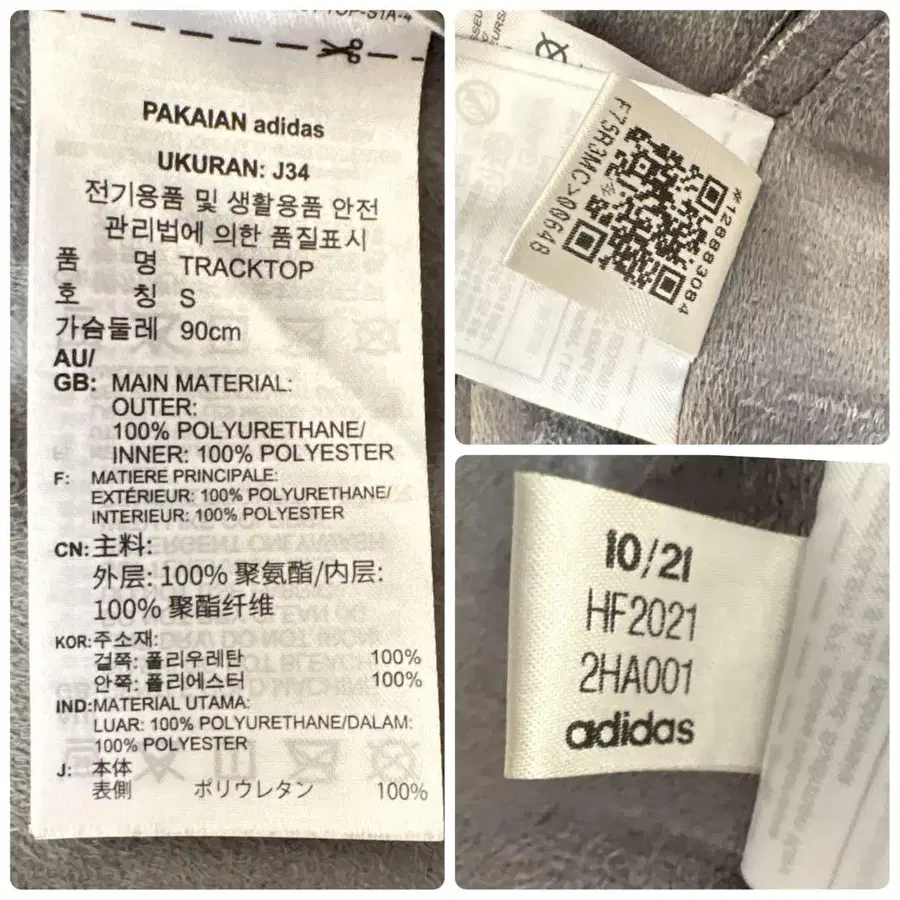 PAKAIAN adidas
UKURAN: J34
전기용품 및 생활용품 안전
관리법에 의한 품질표시
품 명 TRACKTOP
호 칭 S
가슴둘레 90cm
AU/
GB: MAIN MATERIAL:
OUTER:
100% POLYURETHANE/
INNER: 100% POLYESTER
F: MATIERE PRINCIPALE:
EXTÉRIEUR: 100% POLYURETHANE/
INTERIEUR: 100% POLYESTER
CN: 主料:
外层: 100% 聚氨酯/内层:
100% 聚酯纤维
KOR: 주소재:
겉쪽: 폴리우레탄 100%
안쪽: 폴리에스터 100%
IND: MATERIAL UTAMA:
LUAR: 100% POLYURETHANE/DALAM:
100% POLYESTER
J: 本体
表側 ポリウレタン 100%
F75R3MC>00648
*128883084
10/21
HF2021
2HA001
adidas